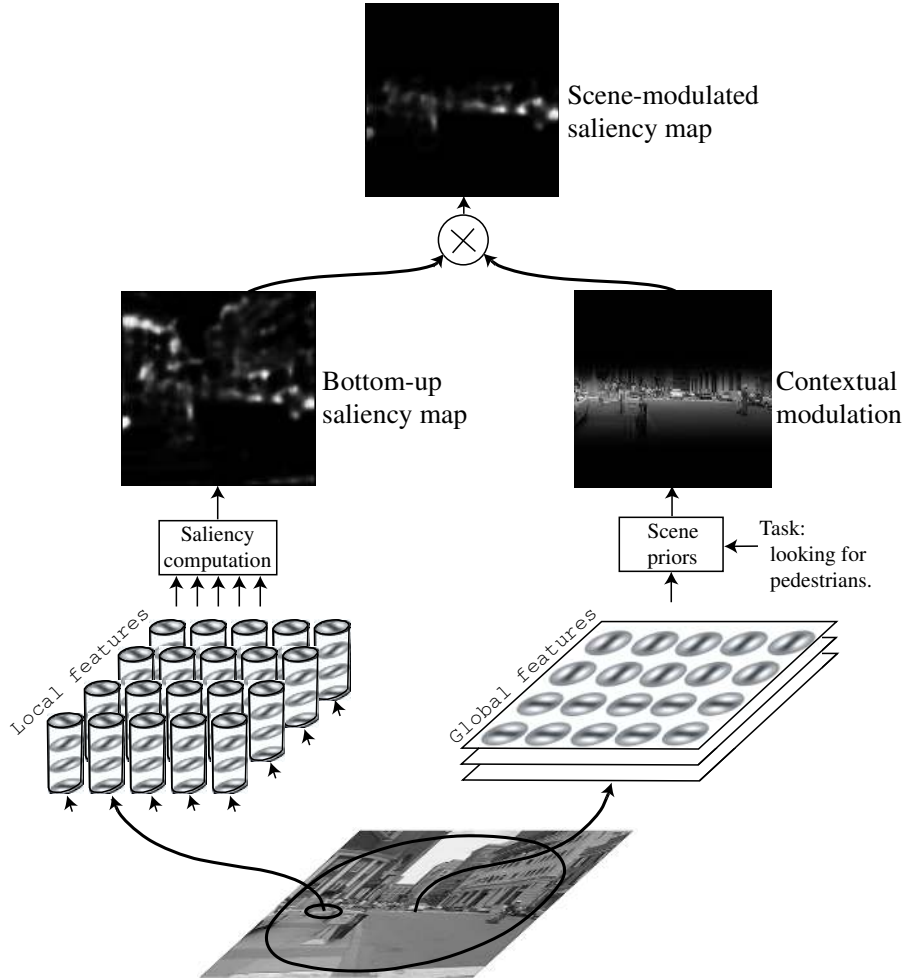 Scene-modulated
saliency map
Bottom-up
saliency map
Contextual
modulation
Saliency
computation
Scene
priors
Task:
looking for
pedestrians.
Local features
Global features